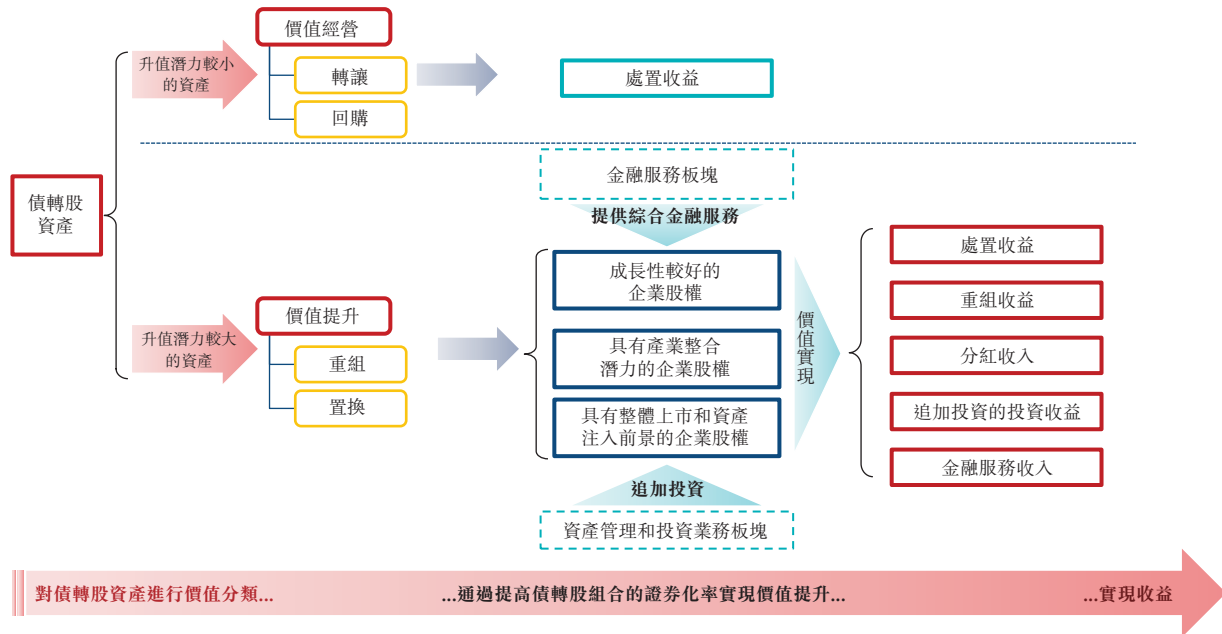 升值潛力較小
的資產
價值經營
轉讓
回購
處置收益
債轉股
資產
升值潛力較大
的資產
價值提升
重組
置換
金融服務板塊
提供綜合金融服務
成長性較好的
企業股權
具有產業整合
潛力的企業股權
具有整體上市和資產
注入前景的企業股權
追加投資
資產管理和投資業務板塊
價值實現
處置收益
重組收益
分紅收入
追加投資的投資收益
金融服務收入
對債轉股資產進行價值分類...
...通過提高債轉股組合的證券化率實現價值提升...
...實現收益